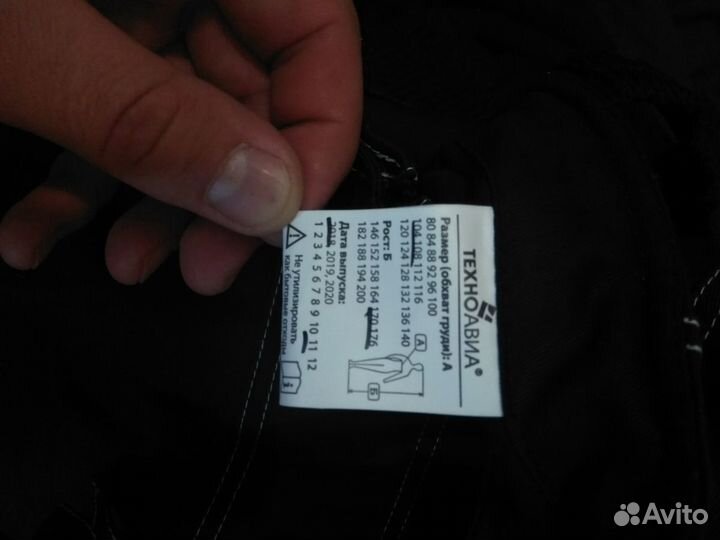 ТЕХНОАВИА®
Размер (обхват груди): А
80 84 88 92 96 100
104 108 112 116
120 124 128 132 136 140
Рост: Б
146 152 158 164 170 176
182 188 194 200
А
Б
Дата выпуска:
2018, 2019, 2020
1 2 3 4 5 6 7 8 9 10 11 12
Не утилизировать
как бытовые отходы
Avito